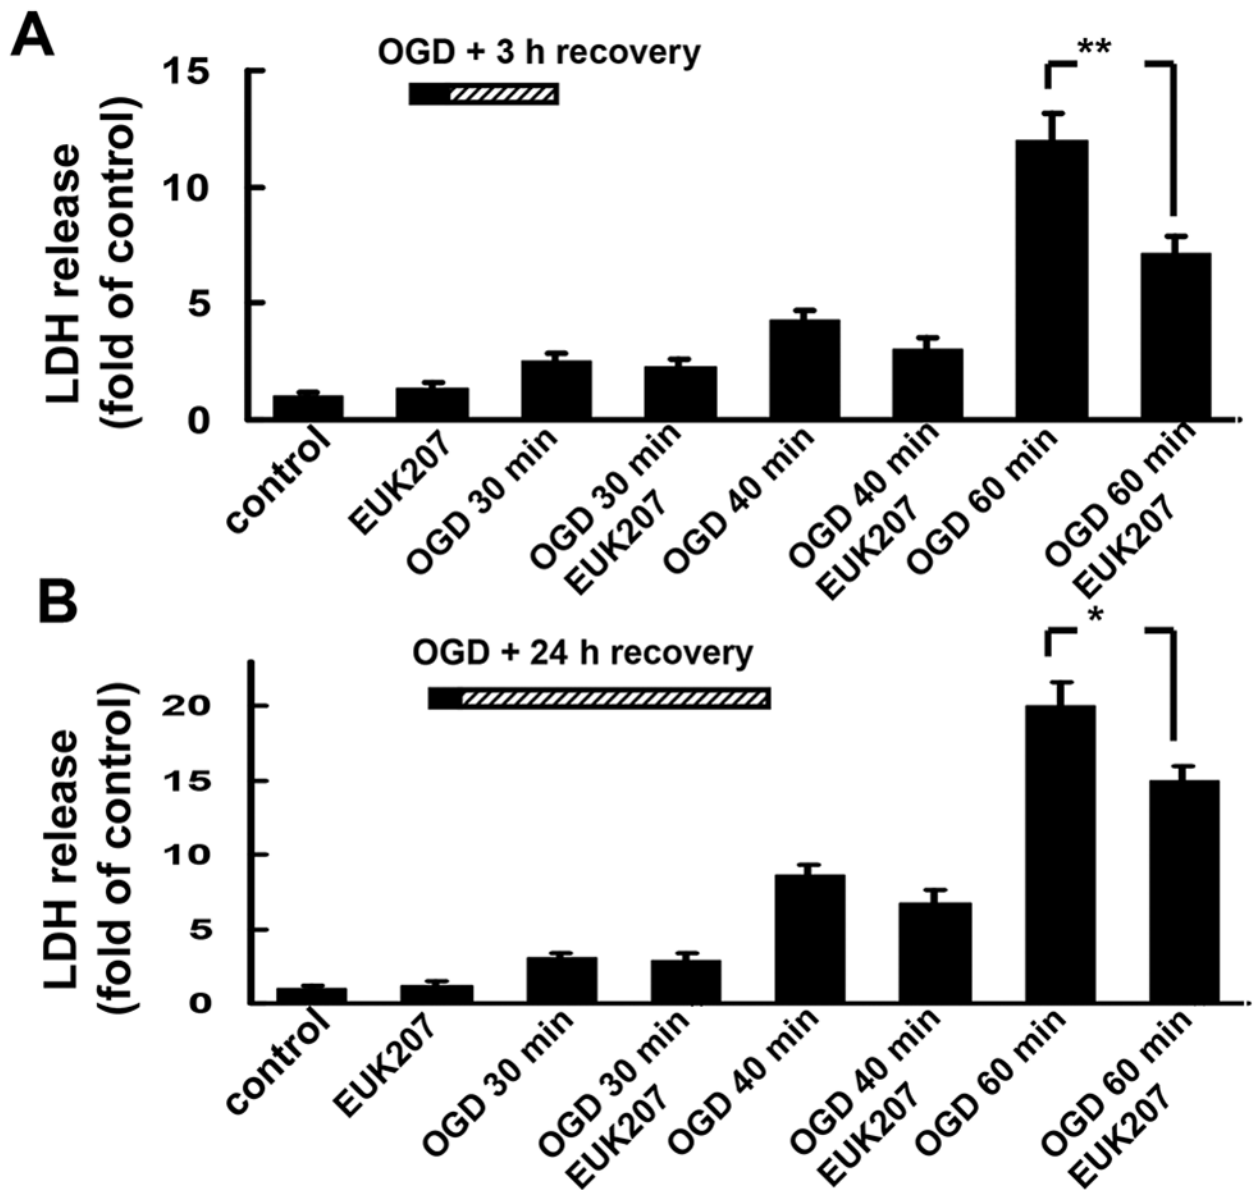 A
OGD + 3 h recovery
**
15
10
5
0
LDH release
(fold of control)
control
EUK207
OGD 30 min
OGD 30 min
EUK207
OGD 40 min
OGD 40 min
EUK207
OGD 60 min
OGD 60 min
EUK207
B
OGD + 24 h recovery
*
20
15
10
5
0
LDH release
(fold of control)
control
EUK207
OGD 30 min
OGD 30 min
EUK207
OGD 40 min
OGD 40 min
EUK207
OGD 60 min
OGD 60 min
EUK207